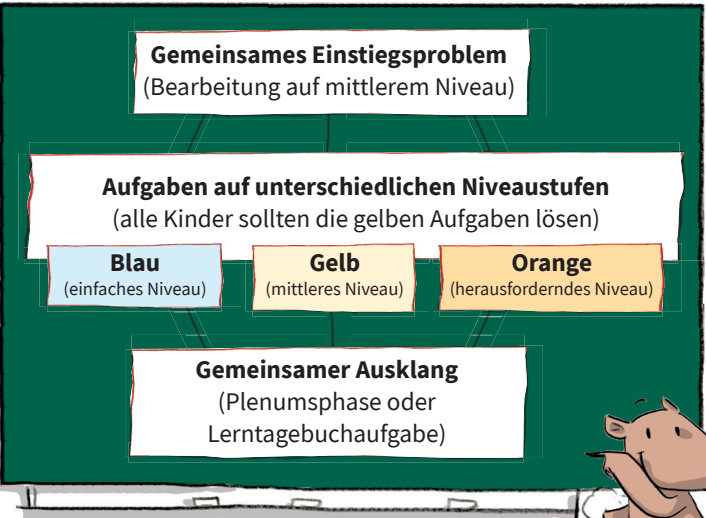 Gemeinsames Einstiegsproblem
(Bearbeitung auf mittlerem Niveau)
Aufgaben auf unterschiedlichen Niveaustufen
(alle Kinder sollten die gelben Aufgaben lösen)
Blau
(einfaches Niveau)
Gelb
(mittleres Niveau)
Orange
(herausforderndes Niveau)
Gemeinsamer Ausklang
(Plenumsphase oder
Lerntagebuchaufgabe)